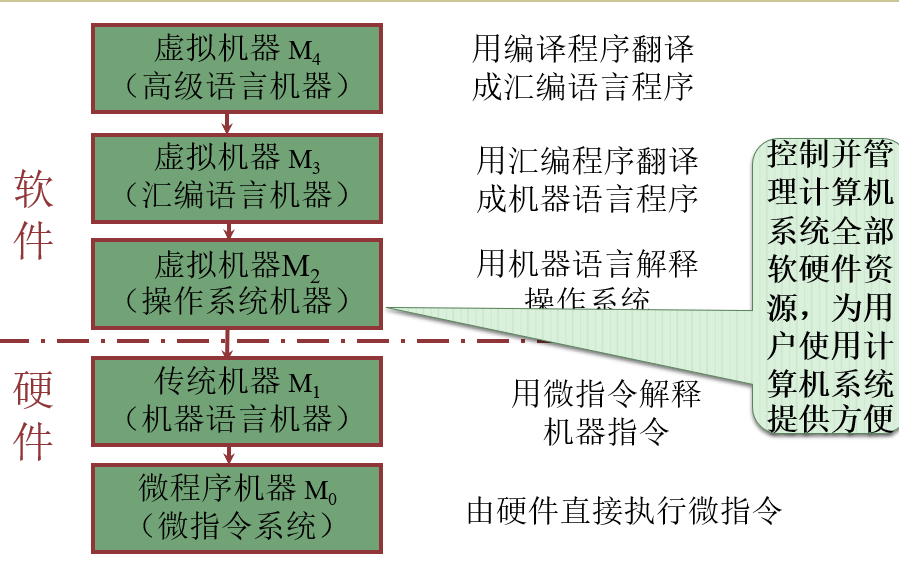 虚拟机器 M4
（高级语言机器）
用编译程序翻译
成汇编语言程序
虚拟机器 M3
（汇编语言机器）
用汇编程序翻译
成机器语言程序
虚拟机器M2
（操作系统机器）
用机器语言解释
操作系统
传统机器 M1
（机器语言机器）
用微指令解释
机器指令
微程序机器 M0
（微指令系统）
由硬件直接执行微指令
软
件
硬
件
控制并管
理计算机
系统全部
软硬件资
源，为用
户使用计
算机系统
提供方便